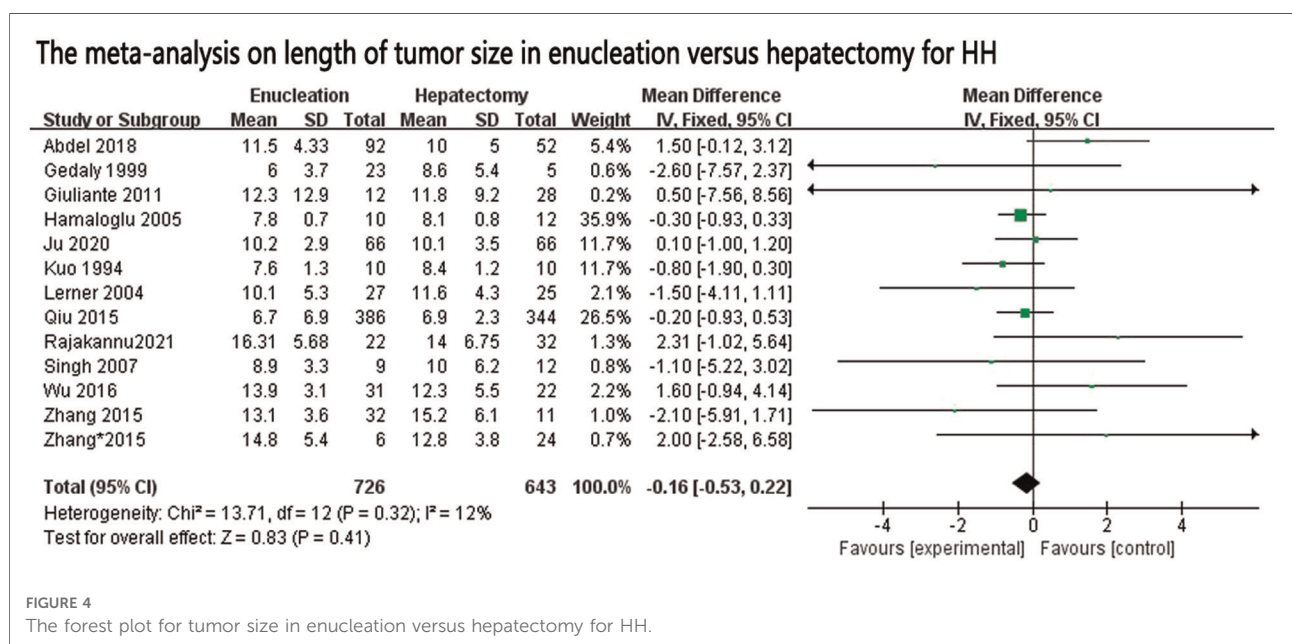 The meta-analysis on length of tumor size in enucleation versus hepatectomy for HH
Enucleation Hepatectomy Mean Difference Mean Difference
Study or Subgroup Mean SD Total Mean SD Total Weight IV, Fixed, 95% CI IV, Fixed, 95% CI
Abdel 2018 11.5 4.33 92 10 5 52 5.4% 1.50 [-0.12, 3.12]
Gedaly 1999 6 3.7 23 8.6 5.4 5 0.6% -2.60 [-7.57, 2.37]
Giuliante 2011 12.3 12.9 12 11.8 9.2 28 0.2% 0.50 [-7.56, 8.56]
Hamaloglu 2005 7.8 0.7 10 8.1 0.8 12 35.9% -0.30 [-0.93, 0.33]
Ju 2020 10.2 2.9 66 10.1 3.5 66 11.7% 0.10 [-1.00, 1.20]
Kuo 1994 7.6 1.3 10 8.4 1.2 10 11.7% -0.80 [-1.90, 0.30]
Lerner 2004 10.1 5.3 27 11.6 4.3 25 2.1% -1.50 [-4.11, 1.11]
Qiu 2015 6.7 6.9 386 6.9 2.3 344 26.5% -0.20 [-0.93, 0.53]
Rajakannu2021 16.31 5.68 22 14 6.75 32 1.3% 2.31 [-1.02, 5.64]
Singh 2007 8.9 3.3 9 10 6.2 12 0.8% -1.10 [-5.22, 3.02]
Wu 2016 13.9 3.1 31 12.3 5.5 22 2.2% 1.60 [-0.94, 4.14]
Zhang 2015 13.1 3.6 32 15.2 6.1 11 1.0% -2.10 [-5.91, 1.71]
Zhang*2015 14.8 5.4 6 12.8 3.8 24 0.7% 2.00 [-2.58, 6.58]
Total (95% CI) 726 643 100.0% -0.16 [-0.53, 0.22]
Heterogeneity: Chi² = 13.71, df = 12 (P = 0.32); I² = 12%
Test for overall effect: Z = 0.83 (P = 0.41)
-4 -2 0 2 4
Favours [experimental] Favours [control]
FIGURE 4
The forest plot for tumor size in enucleation versus hepatectomy for HH.